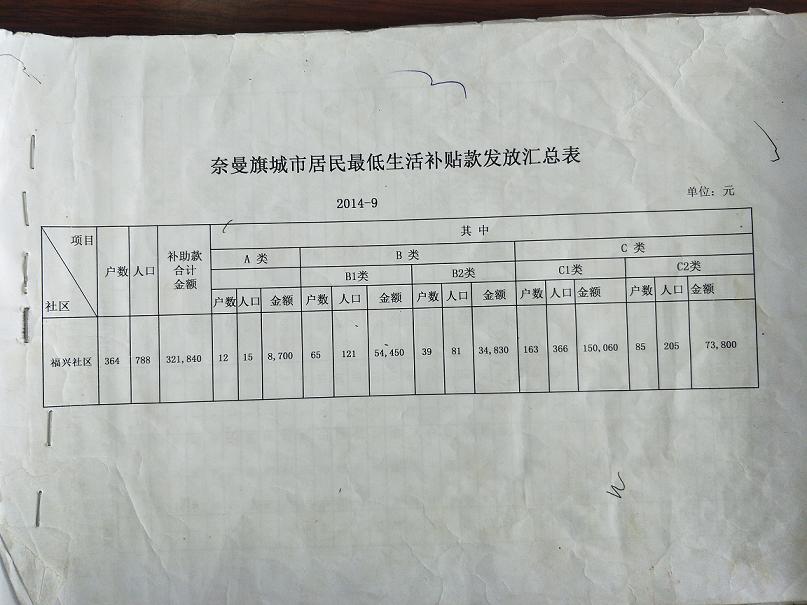 奈曼旗城市居民最低生活补贴款发放汇总表
2014-9
单位：元
项目
社区
户数
人口
补助款
合计
金额
其 中
A 类
B 类
C 类
B1类
B2类
C1类
C2类
户数 人口 金额 户数 人口 金额 户数 人口 金额 户数 人口 金额 户数 人口 金额
福兴社区 364 788 321,840 12 15 8,700 65 121 54,450 39 81 34,830 163 366 150,060 85 205 73,800